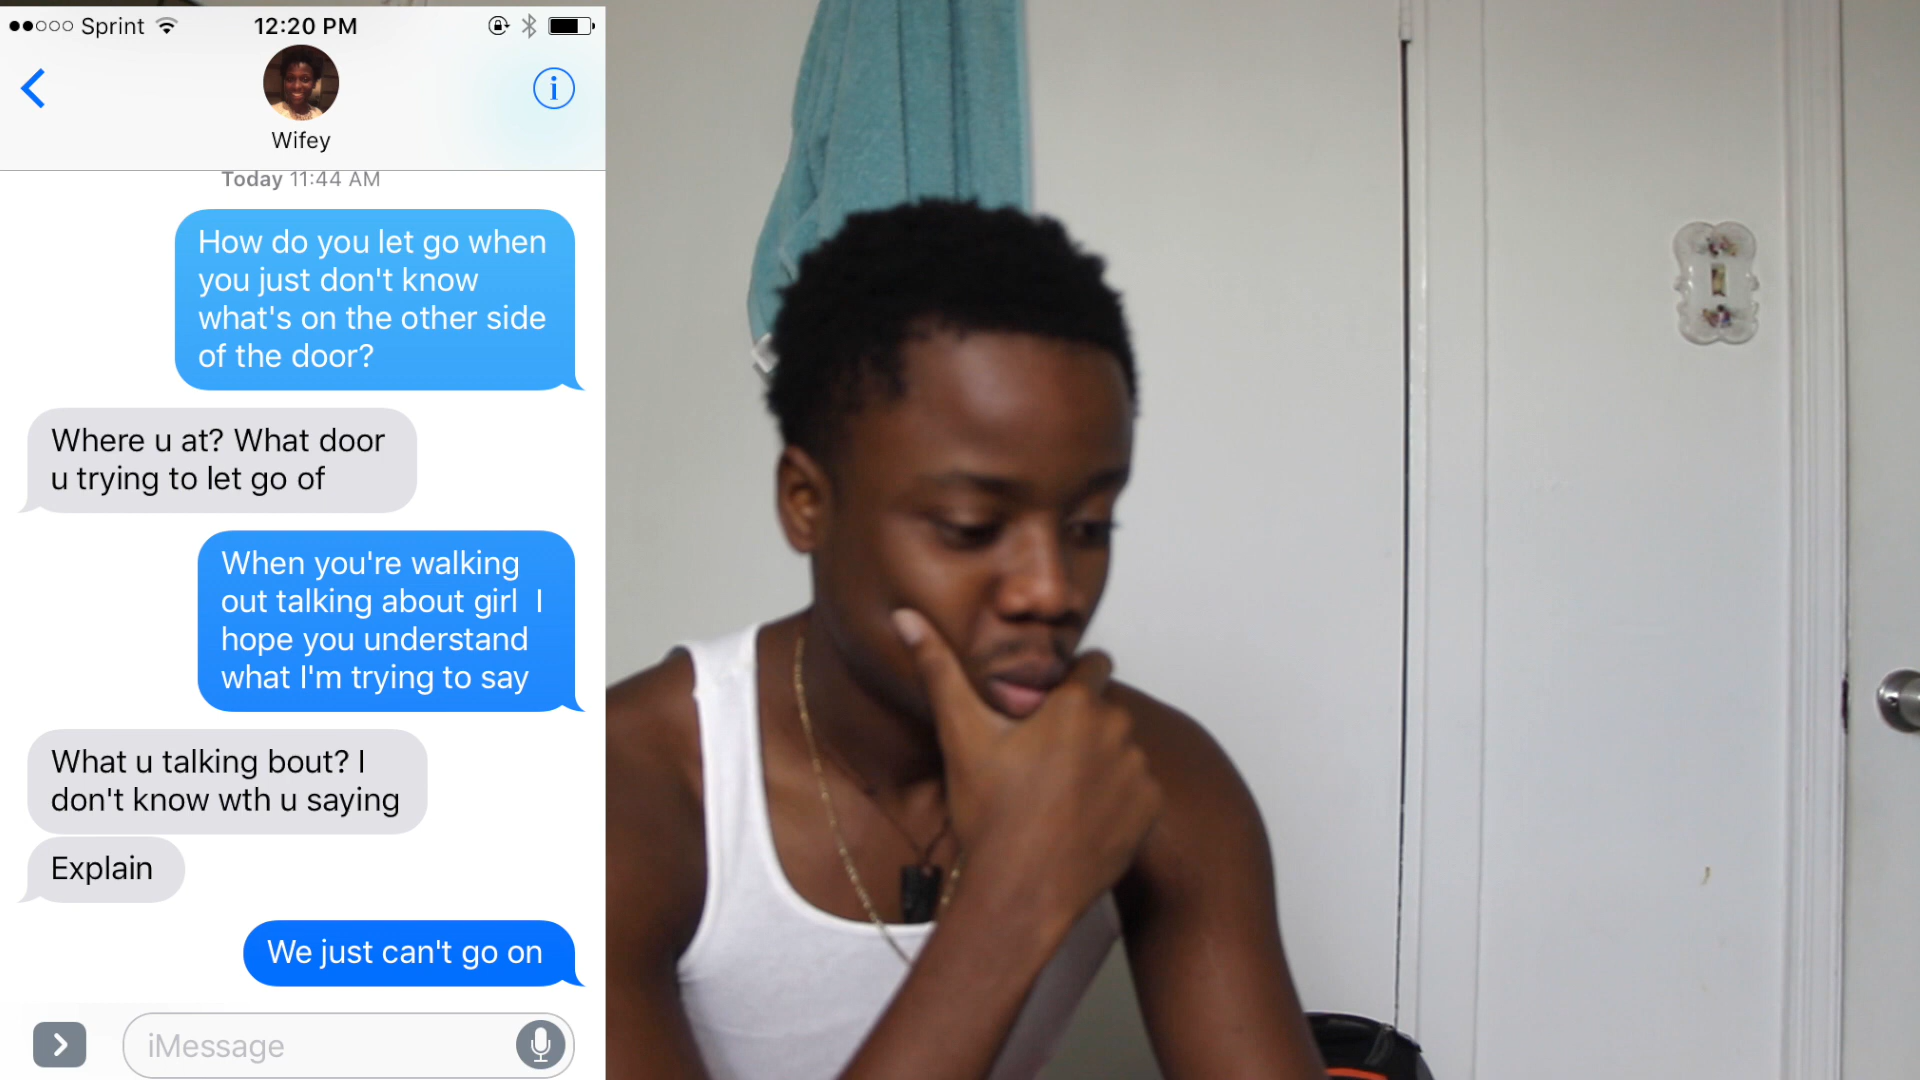 Sprint 12:20 PM
Wifey
Today 11:44 AM
How do you let go when
you just don't know
what's on the other side
of the door?
Where u at? What door
u trying to let go of
When you're walking
out talking about girl I
hope you understand
what I'm trying to say
What u talking bout? I
don't know wth u saying
Explain
We just can't go on
iMessage